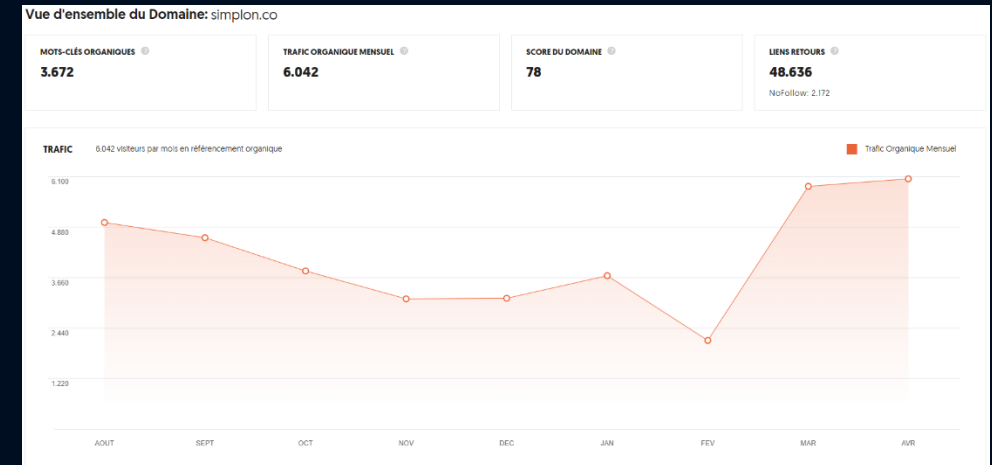 Vue d'ensemble du Domaine: simplon.co
MOTS-CLÉS ORGANIQUES
3.672
TRAFIC ORGANIQUE MENSUEL
6.042
SCORE DU DOMAINE
78
LIENS RETOURS
48.636
NoFollow: 2.172
TRAFIC 6.042 visiteurs par mois en référencement organique
Trafic Organique Mensuel
6.100
4.880
3.660
2.440
1.220
AOUT SEPT OCT NOV DEC JAN FEV MAR AVR